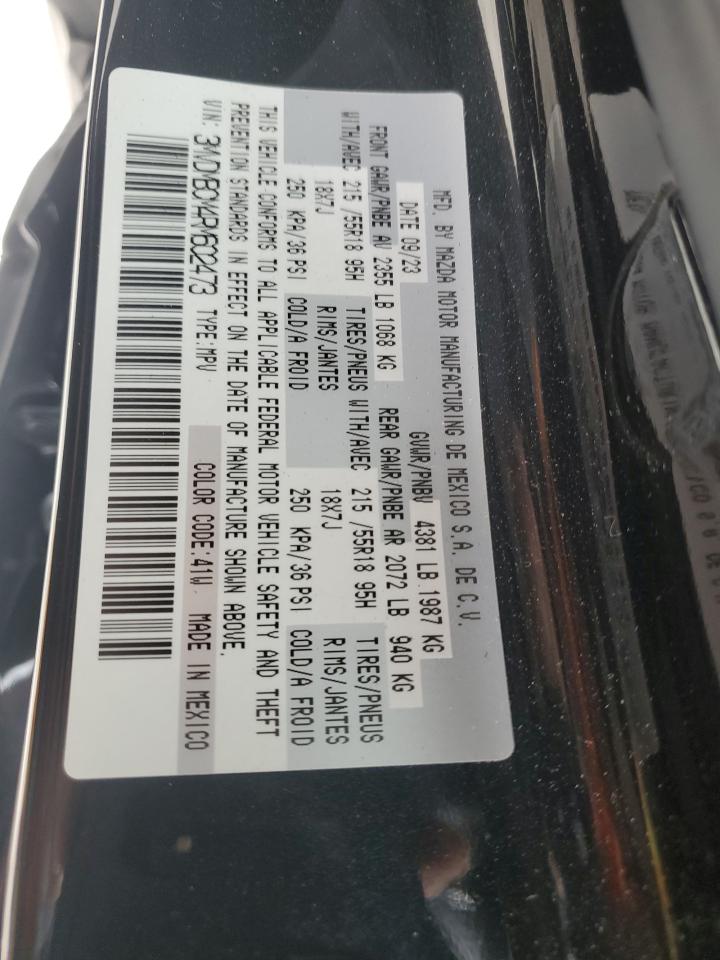 MFD. BY MAZDA MOTOR MANUFACTURING DE MEXICO S.A. DE C.V.
DATE 09/23 GVWR/PNBV 4381 LB 1987 KG
FRONT GAWR/PNBE AV 2355 LB 1068 KG REAR GAWR/PNBE AR 2072 LB 940 KG
WITH/AVEC 215 /55R18 95H TIRES/PNEUS WITH/AVEC 215 /55R18 95H TIRES/PNEUS
18X7J RIMS/JANTES 18X7J RIMS/JANTES
250 KPA/36 PSI COLD/A FROID 250 KPA/36 PSI COLD/A FROID
THIS VEHICLE CONFORMS TO ALL APPLICABLE FEDERAL MOTOR VEHICLE SAFETY AND THEFT
PREVENTION STANDARDS IN EFFECT ON THE DATE OF MANUFACTURE SHOWN ABOVE.
VIN: 3MVDMBCM4RM602473 TYPE:MPV COLOR CODE:41W MADE IN MEXICO